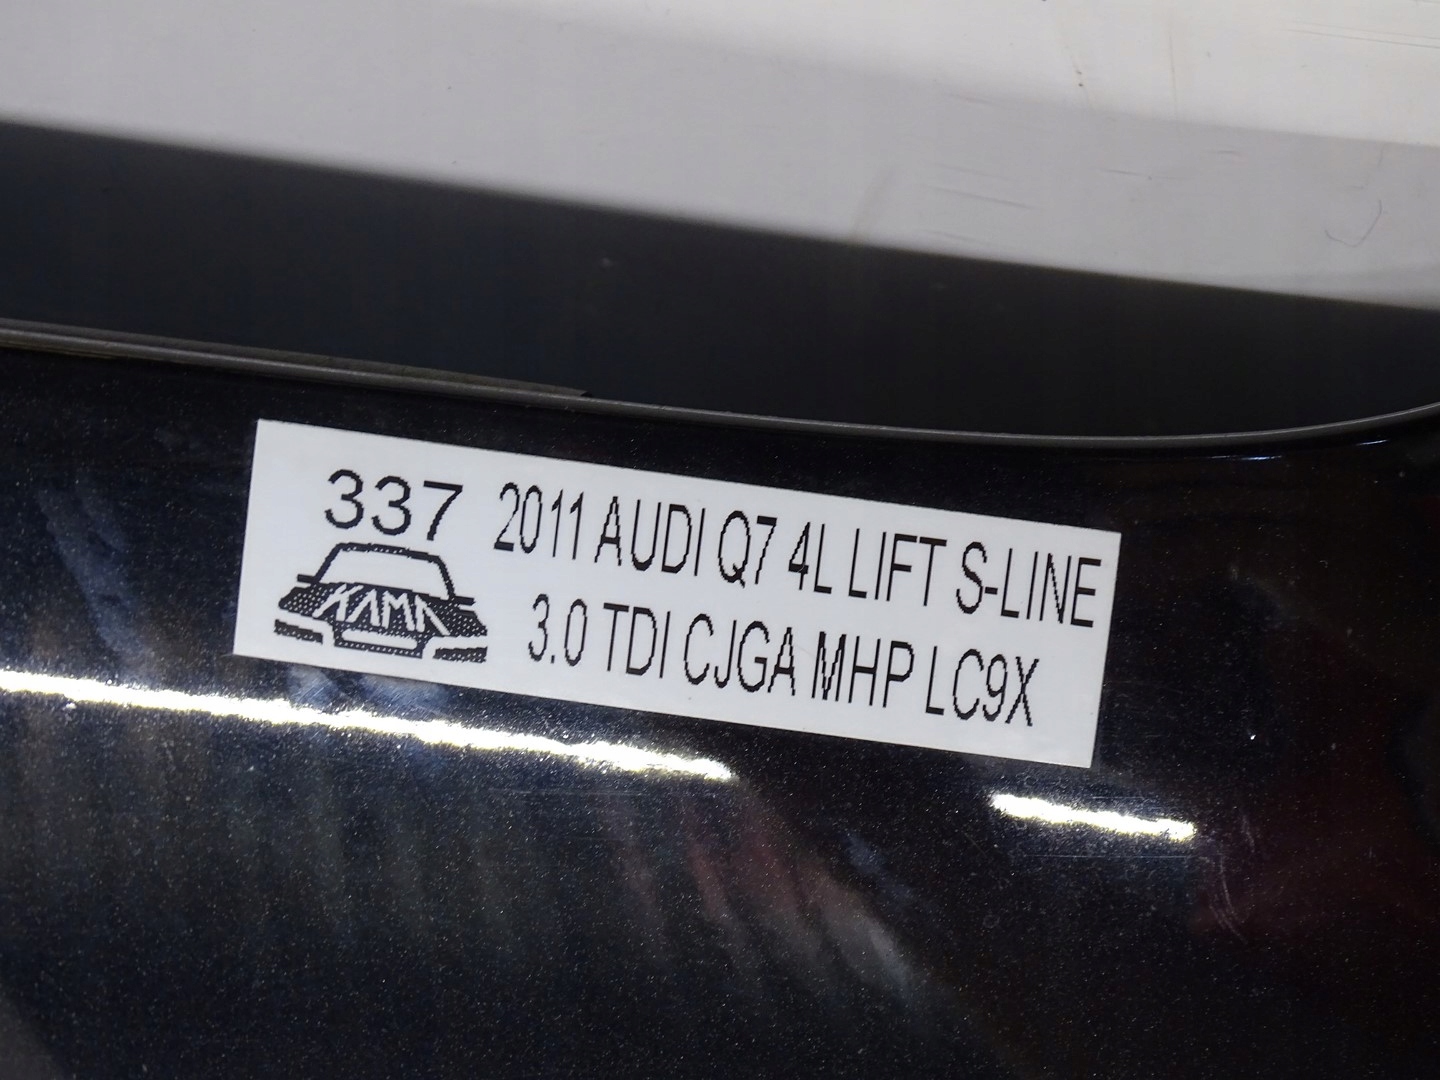 337 2011 AUDI Q7 4L LIFT S-LINE
KAMA 3.0 TDI CJGA MHP LC9X